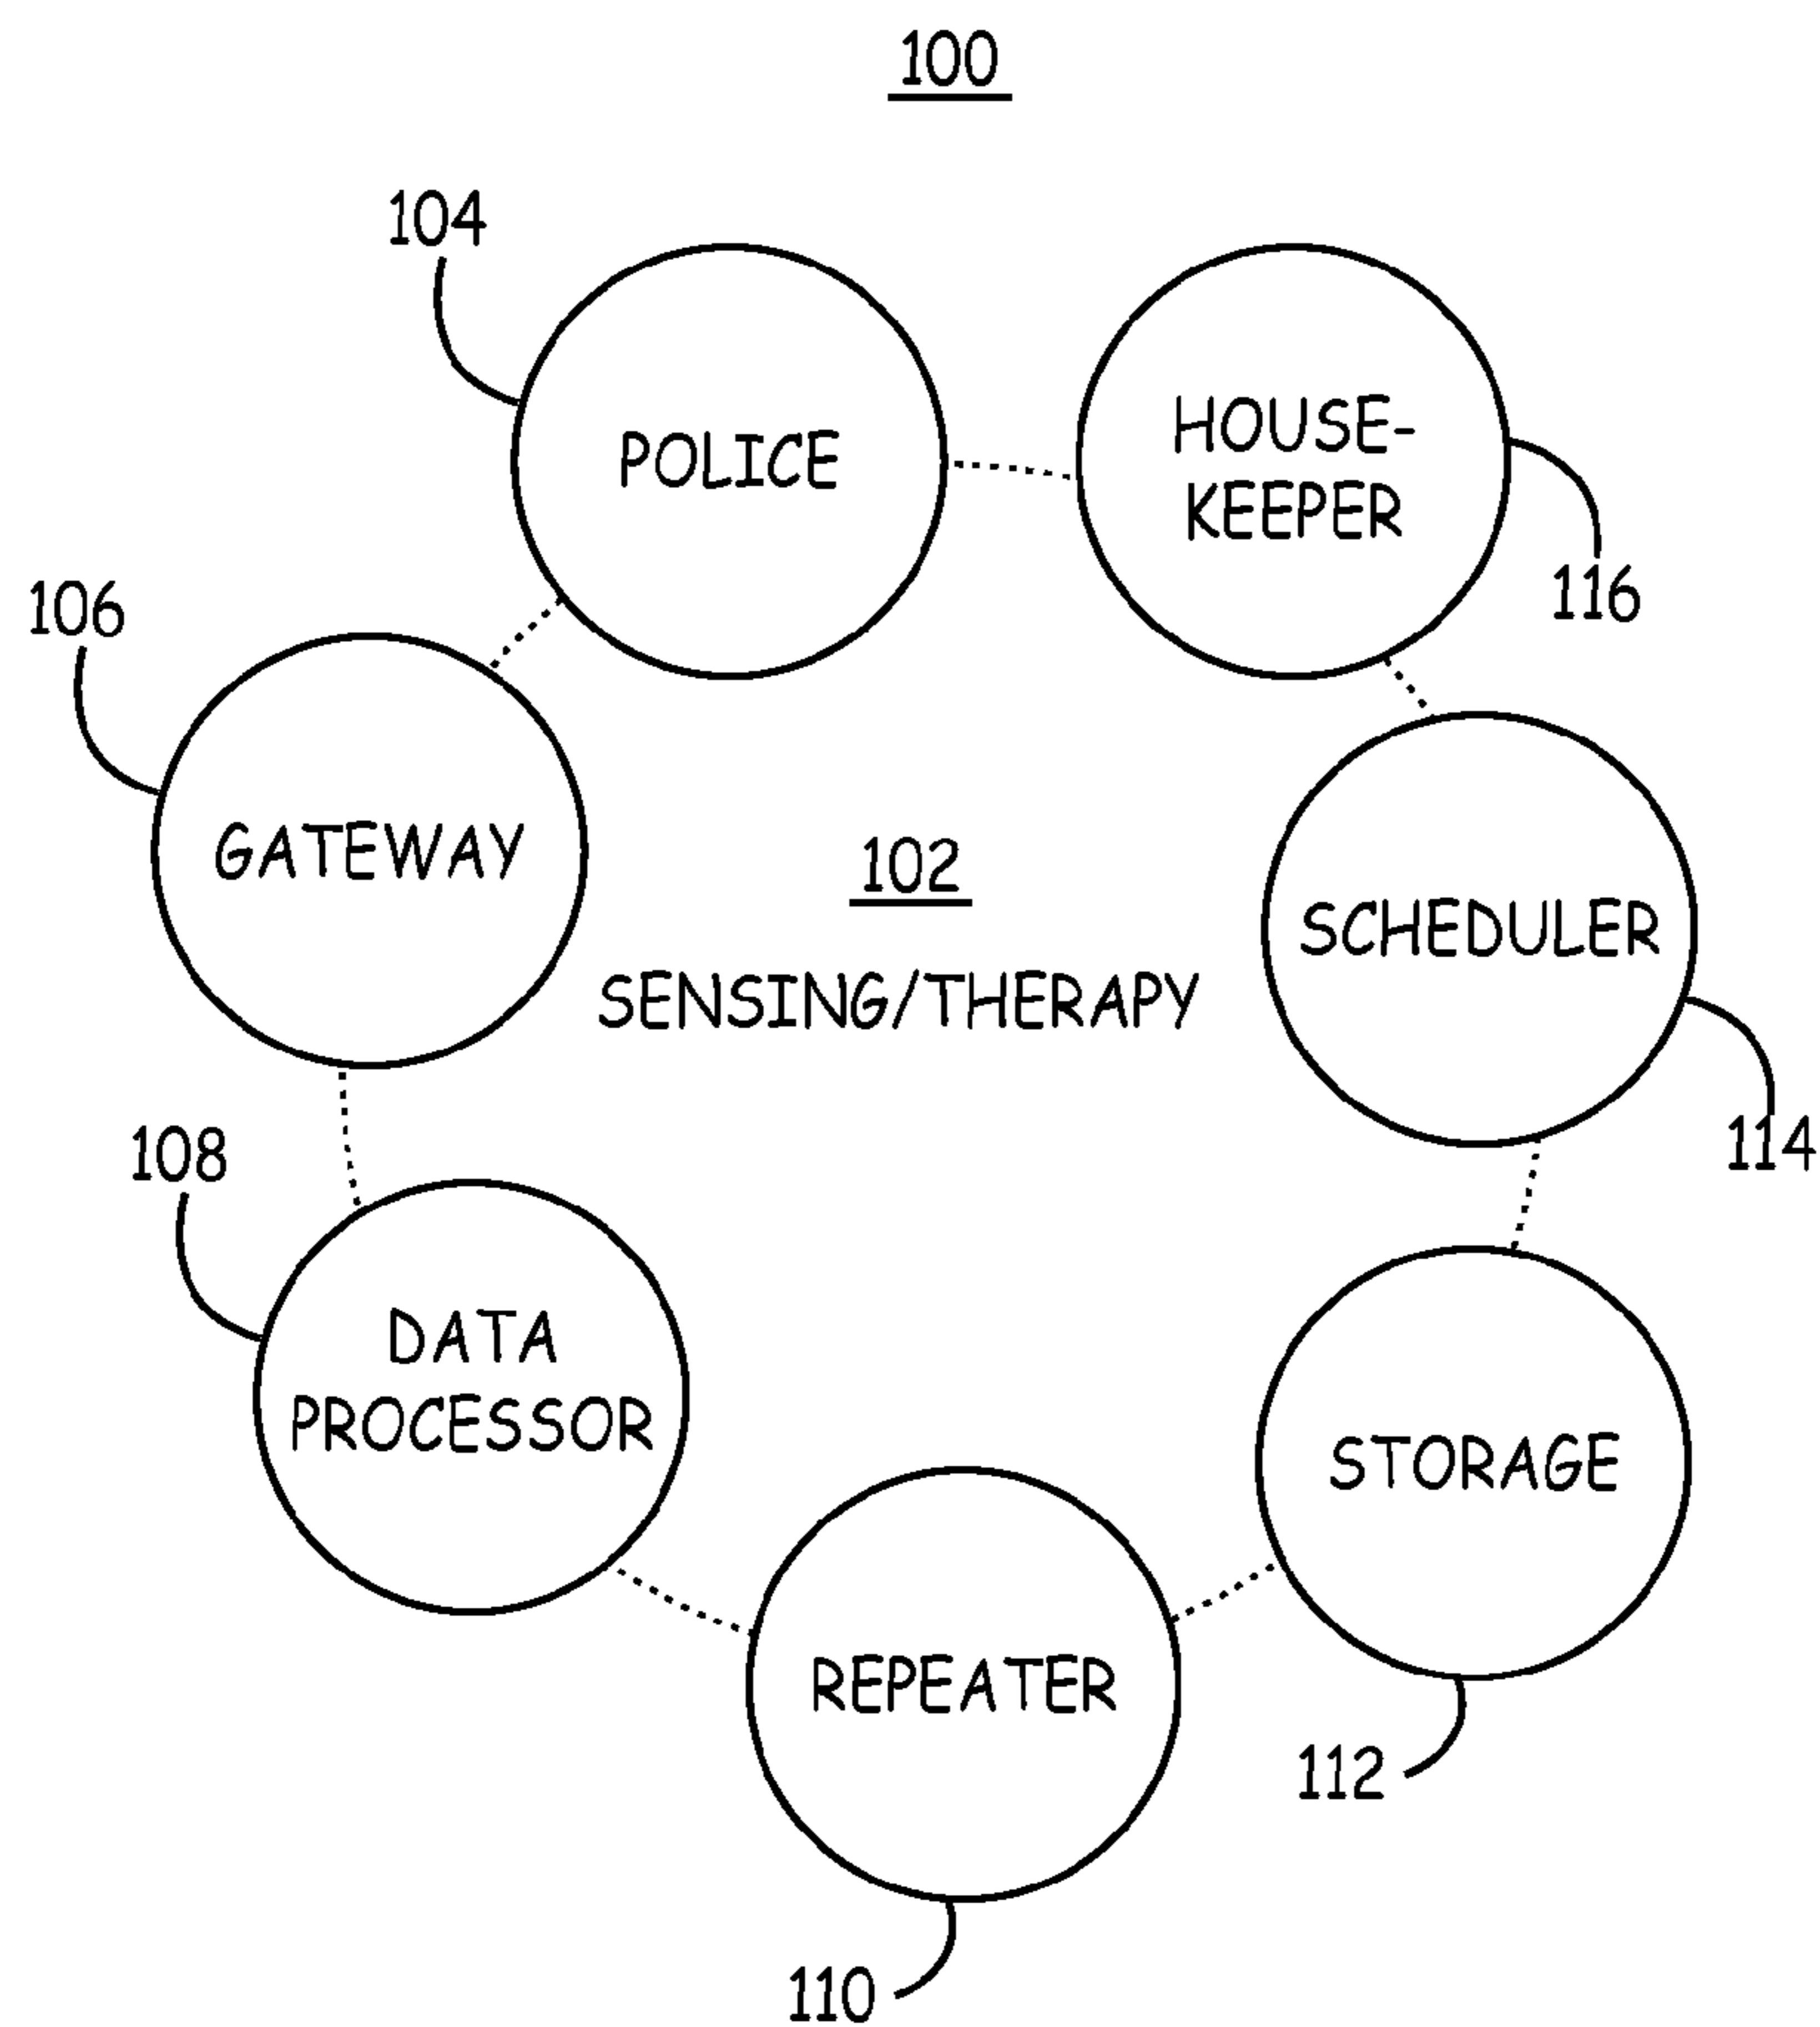 100
104
POLICE
HOUSE-
KEEPER
116
106
GATEWAY
102
SENSING/THERAPY
SCHEDULER
114
108
DATA
PROCESSOR
STORAGE
REPEATER
112
110